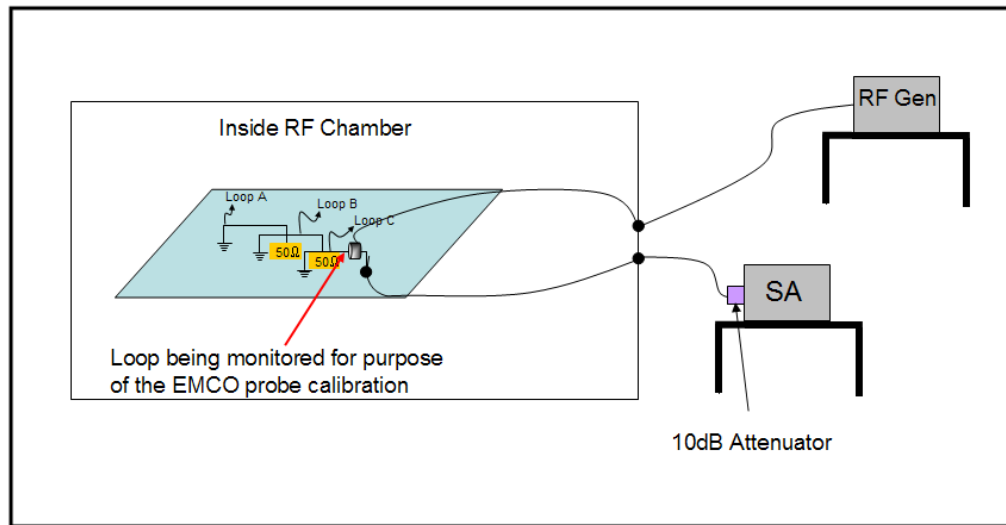 RF Gen
Inside RF Chamber
Loop A
Loop B
Loop C
50Ω
50Ω
SA
Loop being monitored for purpose
of the EMCO probe calibration
10dB Attenuator